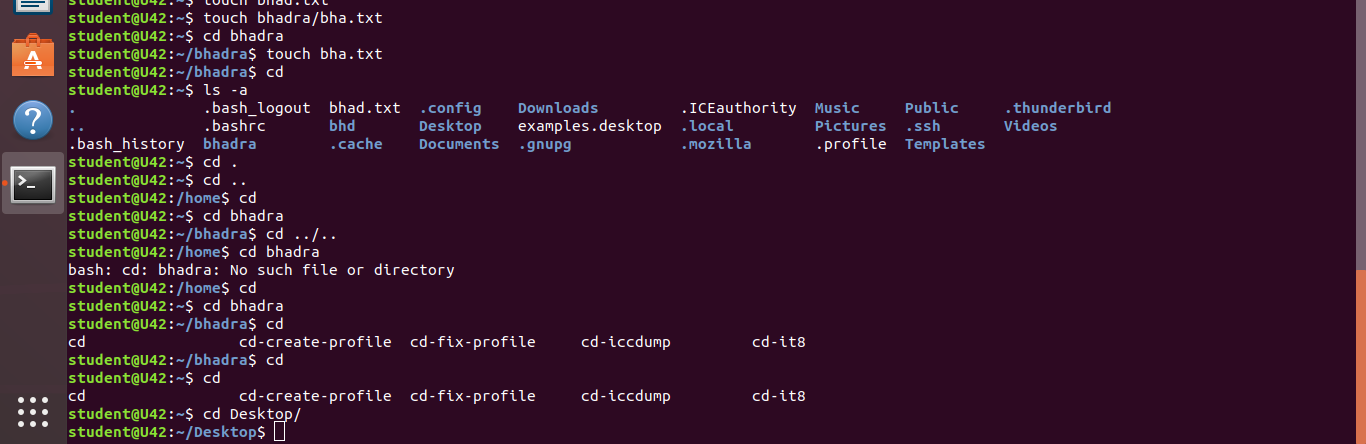 student@U42:~$ touch bhad.txt
student@U42:~$ touch bhadra/bha.txt
student@U42:~$ cd bhadra
student@U42:~/bhadra$ touch bha.txt
student@U42:~/bhadra$ cd
student@U42:~$ ls -a
. .bash_logout bhad.txt .config Downloads .ICEauthority Music Public .thunderbird
.. .bashrc bhd Desktop examples.desktop .local Pictures .ssh Videos
.bash_history bhadra .cache Documents .gnupg .mozilla .profile Templates
student@U42:~$ cd .
student@U42:~$ cd ..
student@U42:/home$ cd
student@U42:~$ cd bhadra
student@U42:~/bhadra$ cd ../..
student@U42:/home$ cd bhadra
bash: cd: bhadra: No such file or directory
student@U42:/home$ cd
student@U42:~$ cd bhadra
student@U42:~/bhadra$ cd
cd cd-create-profile cd-fix-profile cd-iccdump cd-it8
student@U42:~/bhadra$ cd
student@U42:~$ cd
cd cd-create-profile cd-fix-profile cd-iccdump cd-it8
student@U42:~$ cd Desktop/
student@U42:~/Desktop$